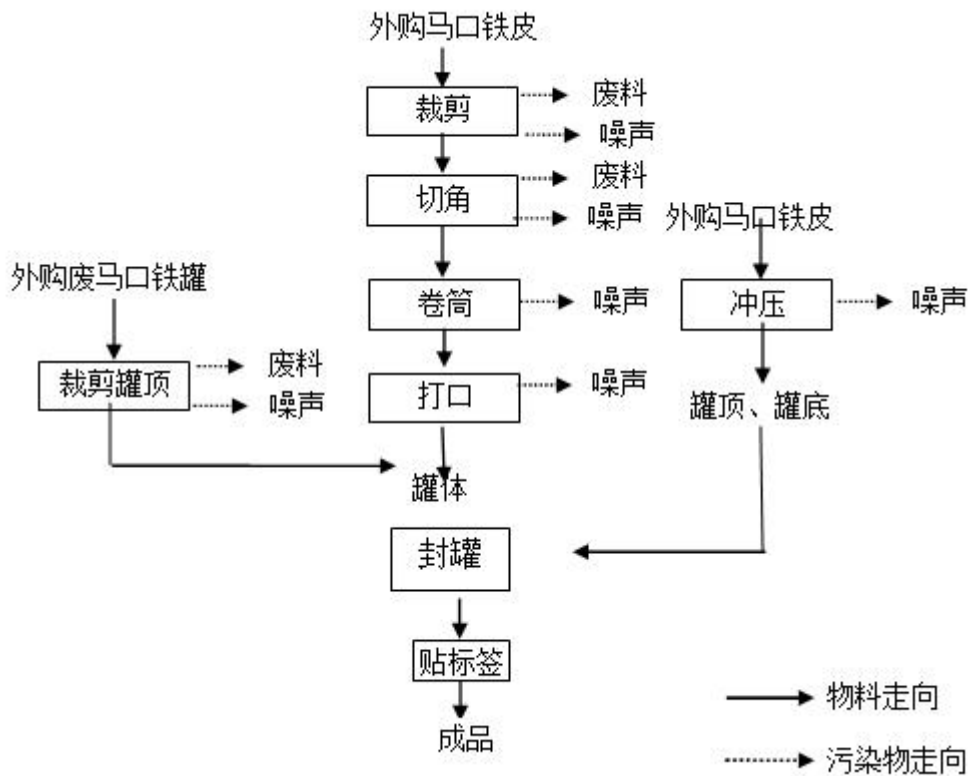 外购马口铁皮
裁剪
废料
噪声
切角
废料
噪声
外购马口铁皮
外购废马口铁罐
卷筒
噪声
冲压
噪声
裁剪罐顶
废料
噪声
打口
噪声
罐顶、罐底
罐体
封罐
贴标签
成品
物料走向
污染物走向